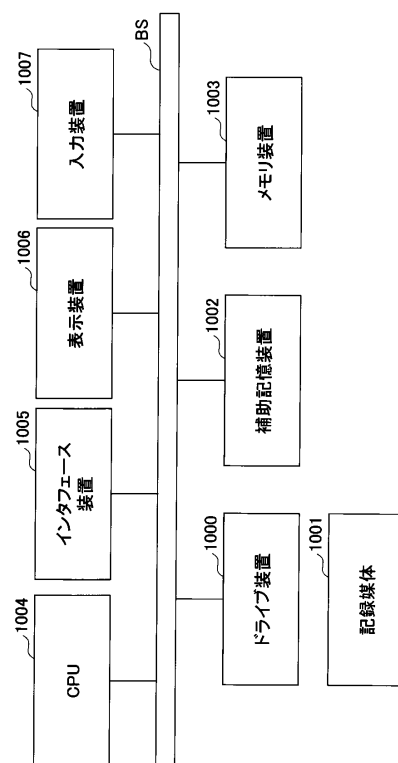 1004
CPU
1005
インタフェース
装置
1006
表示装置
1007
入力装置
BS
1000
ドライブ装置
1002
補助記憶装置
1003
メモリ装置
1001
記録媒体